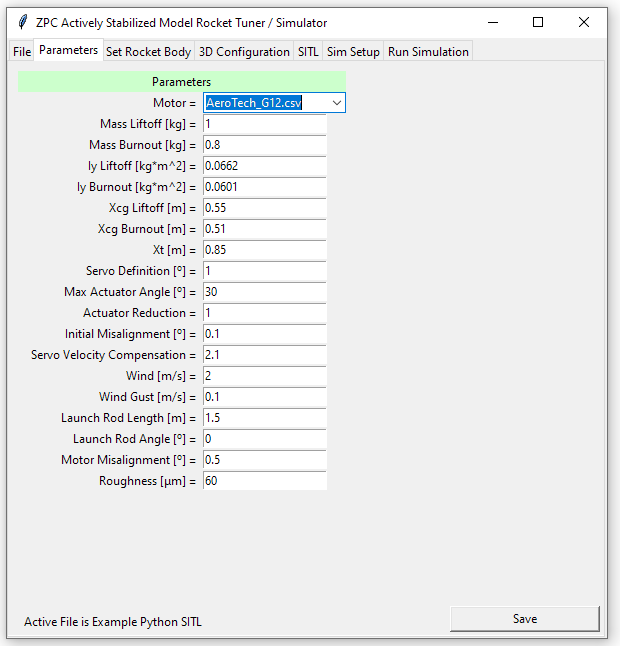 ZPC Actively Stabilized Model Rocket Tuner / Simulator
File Parameters Set Rocket Body 3D Configuration SITL Sim Setup Run Simulation
Parameters
Motor = AeroTech_G12.csv
Mass Liftoff [kg] = 1
Mass Burnout [kg] = 0.8
Iy Liftoff [kg*m^2] = 0.0662
Iy Burnout [kg*m^2] = 0.0601
Xcg Liftoff [m] = 0.55
Xcg Burnout [m] = 0.51
Xt [m] = 0.85
Servo Definition [º] = 1
Max Actuator Angle [º] = 30
Actuator Reduction = 1
Initial Misalignment [º] = 0.1
Servo Velocity Compensation = 2.1
Wind [m/s] = 2
Wind Gust [m/s] = 0.1
Launch Rod Length [m] = 1.5
Launch Rod Angle [º] = 0
Motor Misalignment [º] = 0.5
Roughness [μm] = 60
Active File is Example Python SITL Save